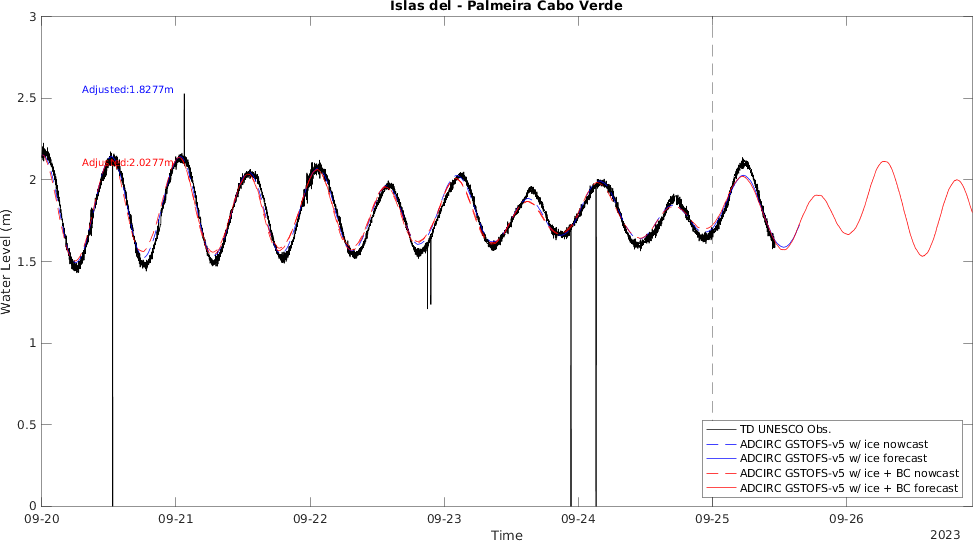 Islas del - Palmeira Cabo Verde
3
2.5
2
1.5
1
0.5
0
Water Level (m)
Adjusted:1.8277m
Adjusted:2.0277m
TD UNESCO Obs.
ADCIRC GSTOFS-v5 w/ ice nowcast
ADCIRC GSTOFS-v5 w/ ice forecast
ADCIRC GSTOFS-v5 w/ ice + BC nowcast
ADCIRC GSTOFS-v5 w/ ice + BC forecast
09-20 09-21 09-22 09-23 09-24 09-25 09-26
Time
2023